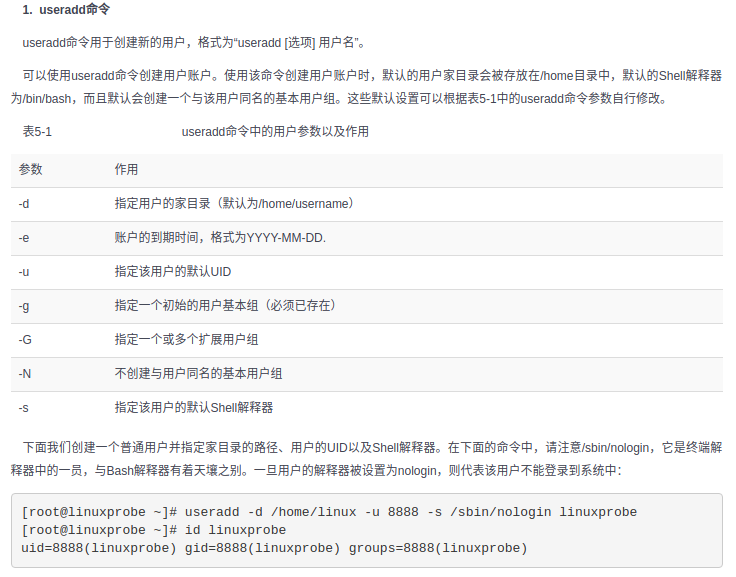 1. useradd命令
useradd命令用于创建新的用户，格式为“useradd [选项] 用户名”。
可以使用useradd命令创建用户账户。使用该命令创建用户账户时，默认的用户家目录会被存放在/home目录中，默认的Shell解释器
为/bin/bash，而且默认会创建一个与该用户同名的基本用户组。这些默认设置可以根据表5-1中的useradd命令参数自行修改。
表5-1 useradd命令中的用户参数以及作用
参数 作用
-d 指定用户的家目录（默认为/home/username）
-e 账户的到期时间，格式为YYYY-MM-DD.
-u 指定该用户的默认UID
-g 指定一个初始的用户基本组（必须已存在）
-G 指定一个或多个扩展用户组
-N 不创建与用户同名的基本用户组
-s 指定该用户的默认Shell解释器
下面我们创建一个普通用户并指定家目录的路径、用户的UID以及Shell解释器。在下面的命令中，请注意/sbin/nologin，它是终端解
释器中的一员，与Bash解释器有着天壤之别。一旦用户的解释器被设置为nologin，则代表该用户不能登录到系统中：
[root@linuxprobe ~]# useradd -d /home/linux -u 8888 -s /sbin/nologin linuxprobe
[root@linuxprobe ~]# id linuxprobe
uid=8888(linuxprobe) gid=8888(linuxprobe) groups=8888(linuxprobe)